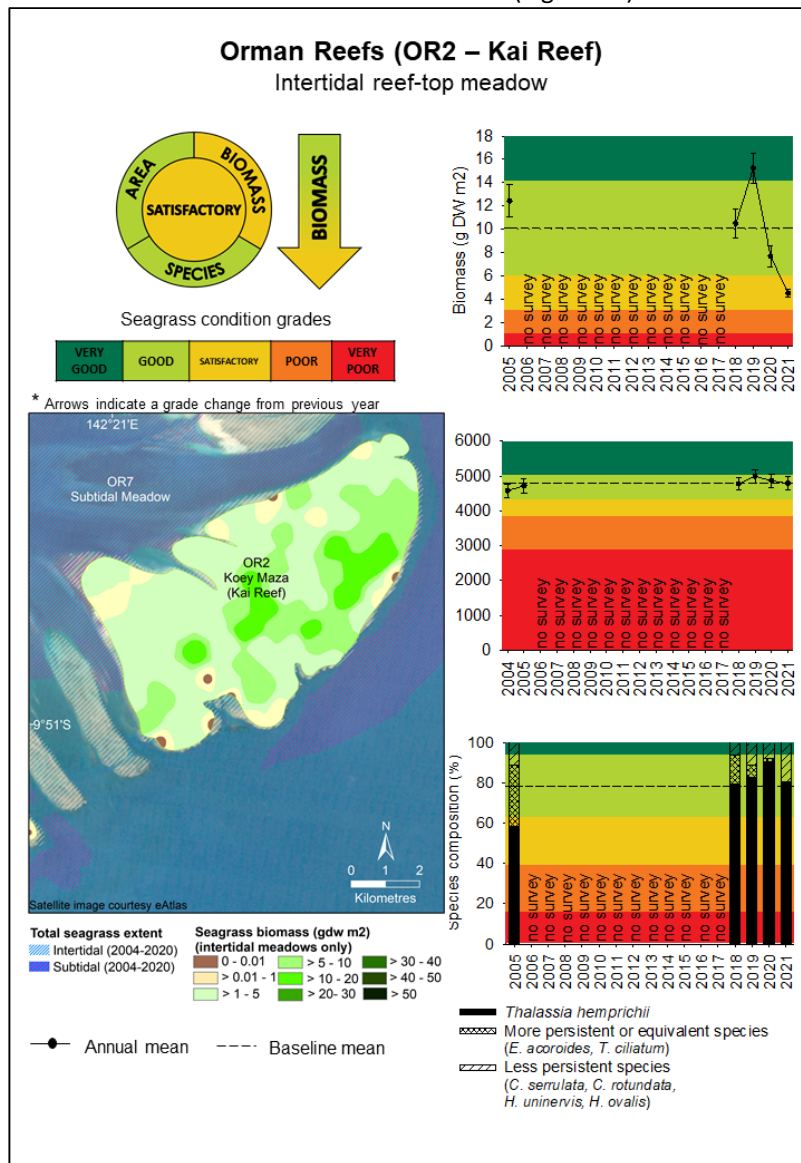 Orman Reefs (OR2 – Kai Reef)
Intertidal reef-top meadow
AREA
BIOMASS
SATISFACTORY
SPECIES
BIOMASS
Seagrass condition grades
VERY GOOD
GOOD
SATISFACTORY
POOR
VERY POOR
* Arrows indicate a grade change from previous year
142°21'E
OR7
Subtidal Meadow
OR2
Koey Maza
(Kai Reef)
9°51'S
N
0 1 2
Kilometres
Satellite image courtesy eAtlas
Total seagrass extent
Intertidal (2004-2020)
Subtidal (2004-2020)
Seagrass biomass (gdw m2)
(intertidal meadows only)
0 - 0.01
> 0.01 - 1
> 1 - 5
> 5 - 10
> 10 - 20
> 20- 30
> 30 - 40
> 40 - 50
> 50
Annual mean
Baseline mean
Biomass (g DW m2)
18
16
14
12
10
8
6
4
2
0
no survey no survey no survey no survey no survey no survey no survey no survey no survey no survey no survey no survey
2005 2006 2007 2008 2009 2010 2011 2012 2013 2014 2015 2016 2017 2018 2019 2020 2021
6000
5000
4000
3000
2000
1000
0
no survey no survey no survey no survey no survey no survey no survey no survey no survey no survey no survey no survey
2004 2005 2006 2007 2008 2009 2010 2011 2012 2013 2014 2015 2016 2017 2018 2019 2020 2021
Species composition (%)
100
80
60
40
20
0
no survey no survey no survey no survey no survey no survey no survey no survey no survey no survey no survey no survey
2005 2006 2007 2008 2009 2010 2011 2012 2013 2014 2015 2016 2017 2018 2019 2020 2021
Thalassia hemprichii
More persistent or equivalent species
(E. acoroides, T. ciliatum)
Less persistent species
(C. serrulata, C. rotundata,
H. uninervis, H. ovalis)